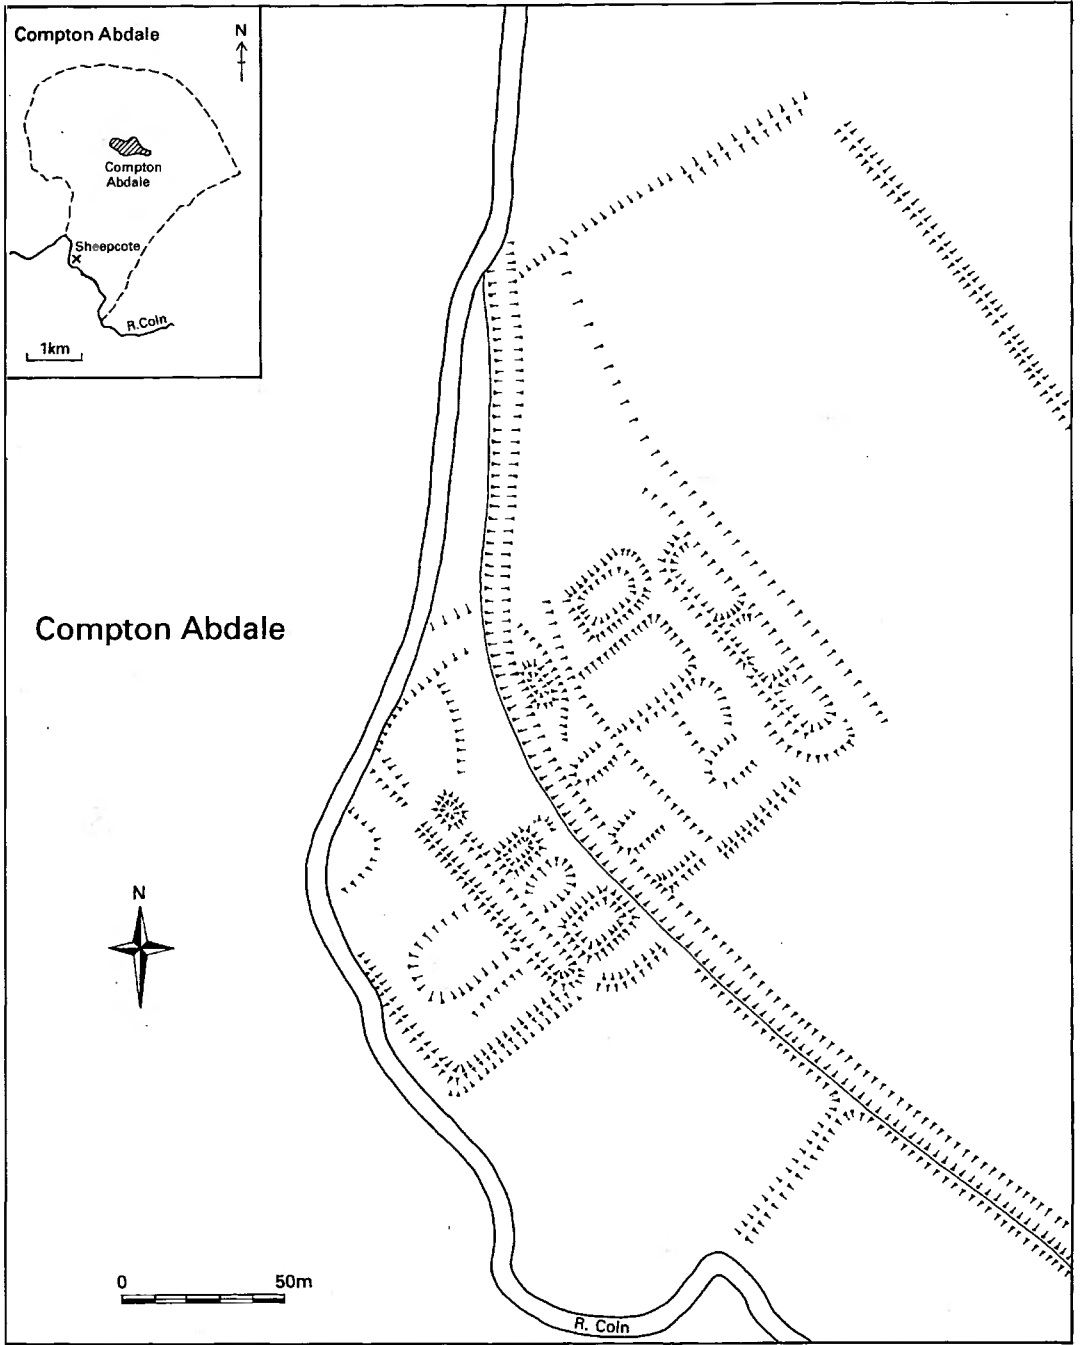 Compton Abdale
N
Compton
Abdale
Sheepcote
R.Coln
1km
Compton Abdale
N
0 50m
R. Coln